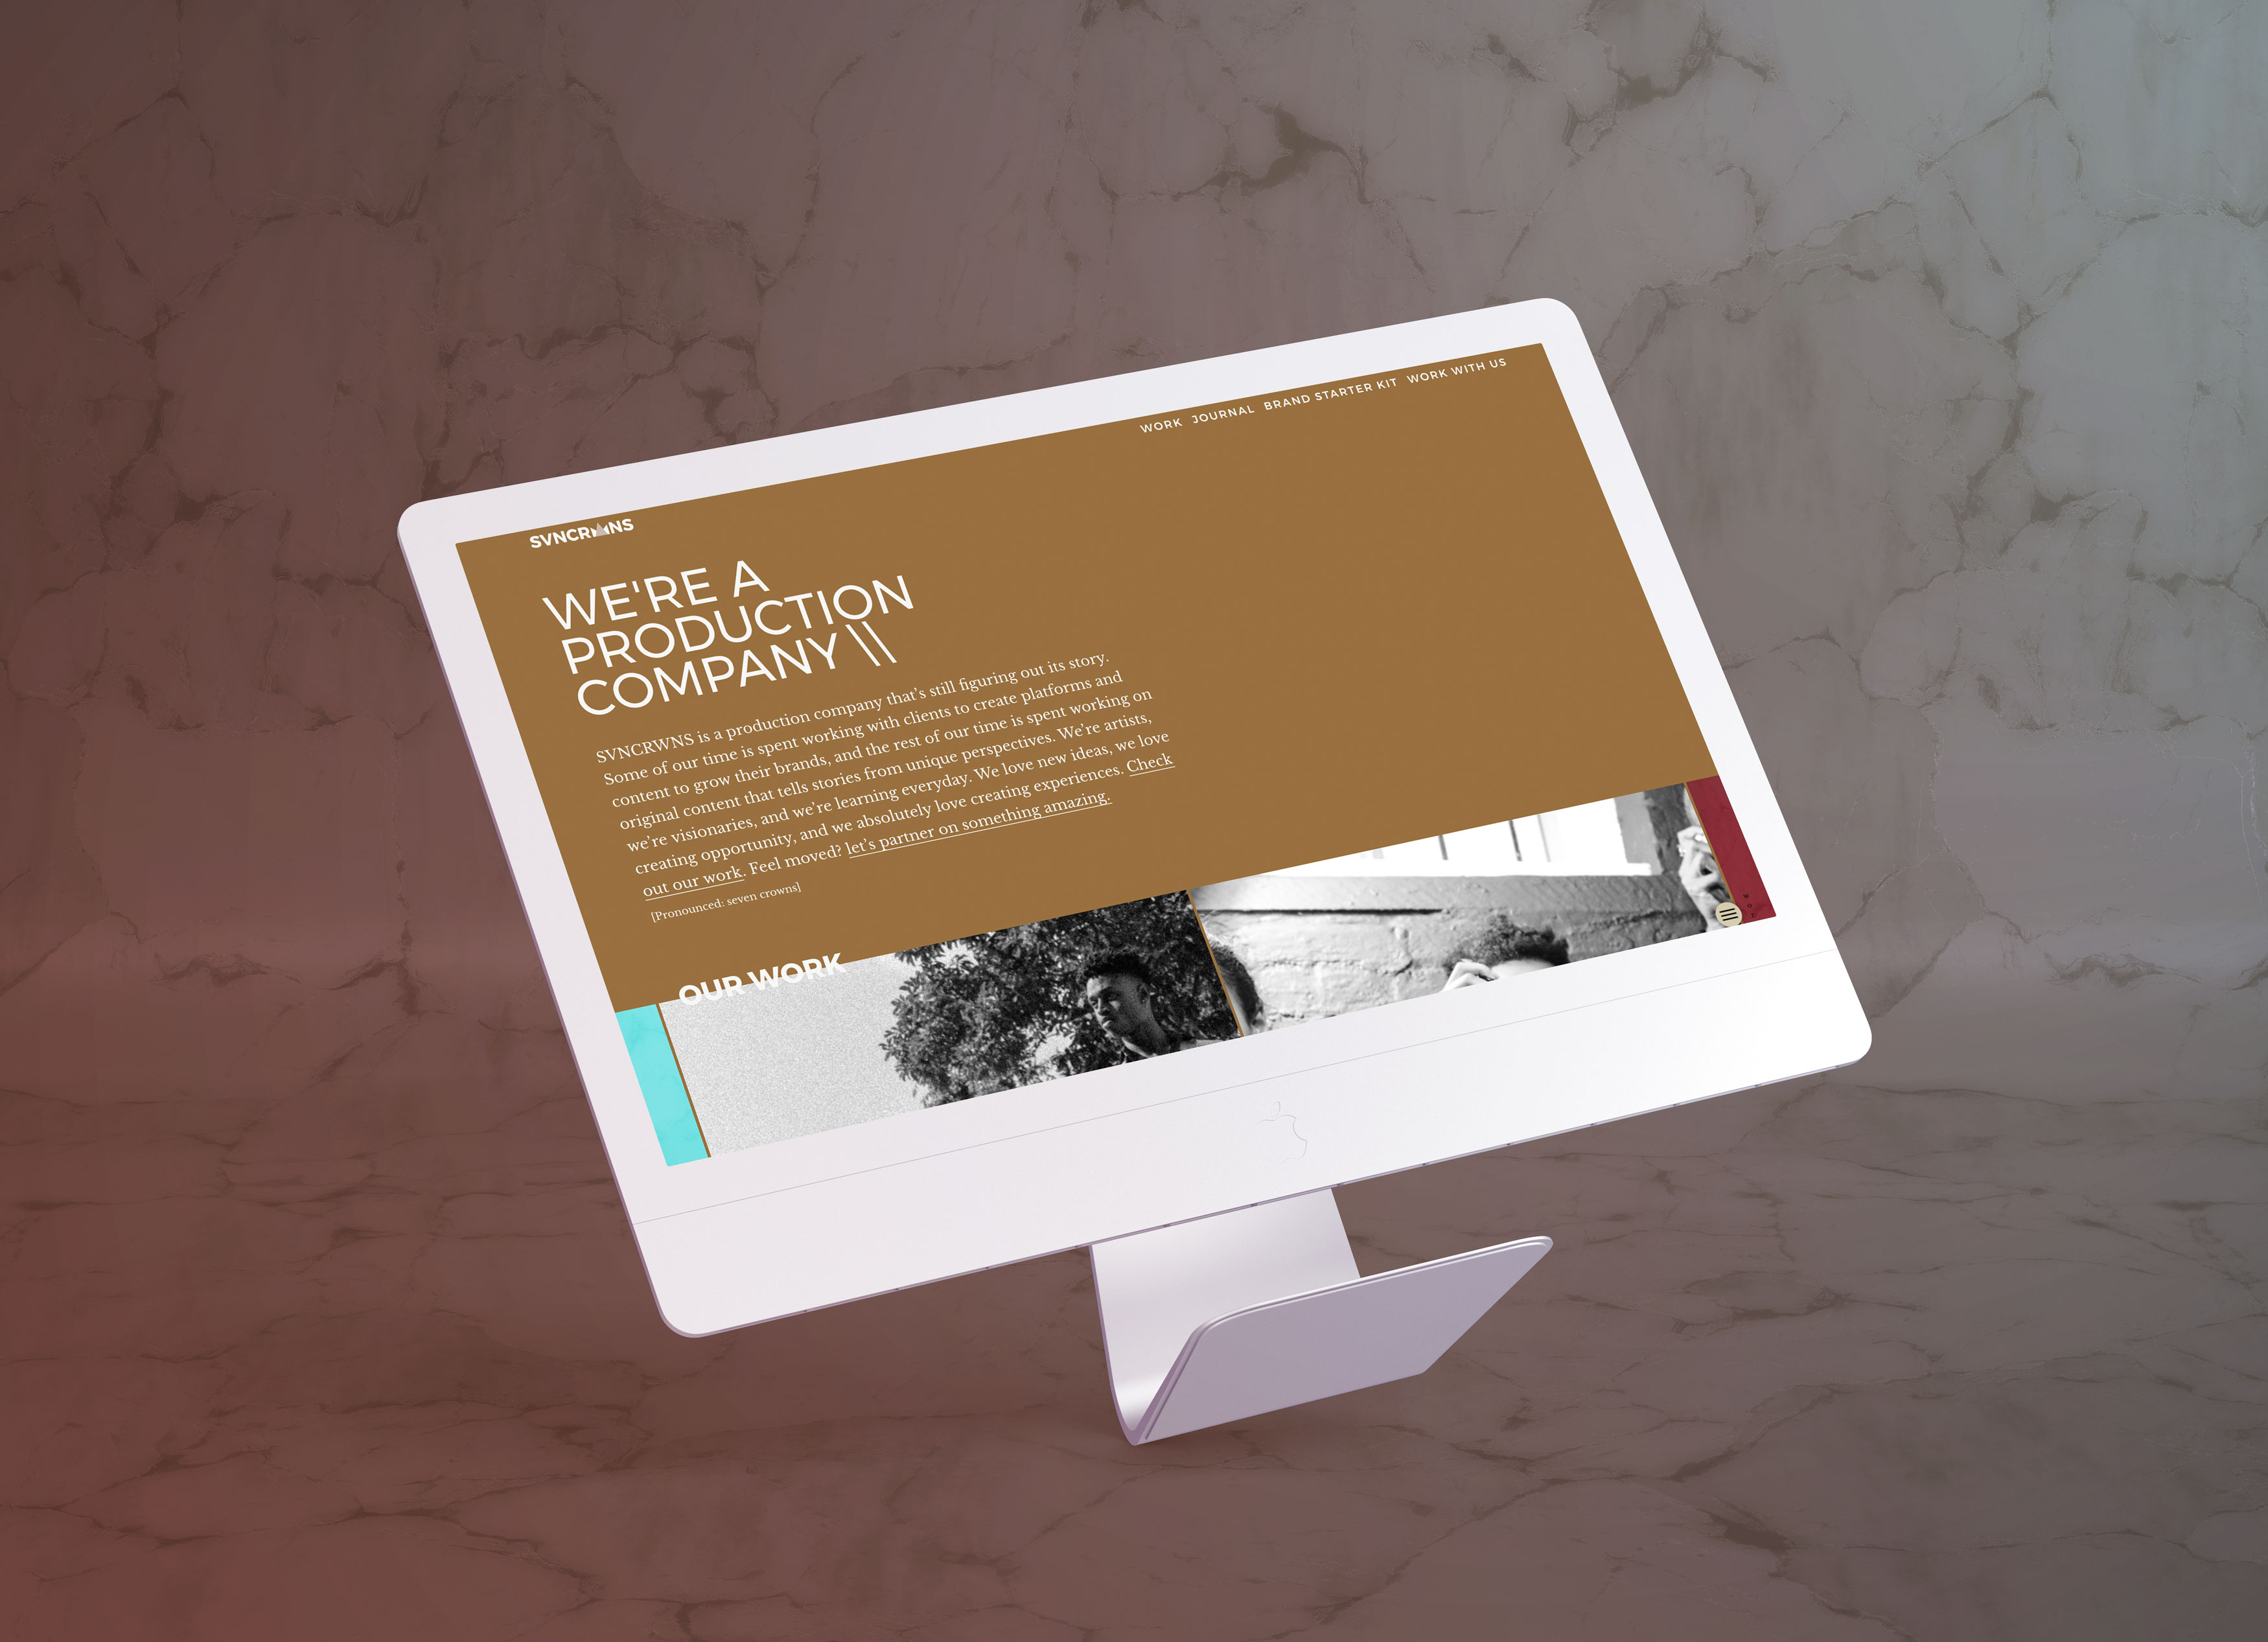 SVNCRWNS
WORK JOURNAL BRAND STARTER KIT WORK WITH US
WE'RE A
PRODUCTION
COMPANY \\
SVNCRWNS is a production company that's still figuring out its story.
Some of our time is spent working with clients to create platforms and
content to grow their brands, and the rest of our time is spent working on
original content that tells stories from unique perspectives. We're artists,
we're visionaries, and we're learning everyday. We love new ideas, we love
creating opportunity, and we absolutely love creating experiences. Check
out our work. Feel moved? let's partner on something amazing.
[Pronounced: seven crowns]
OUR WORK